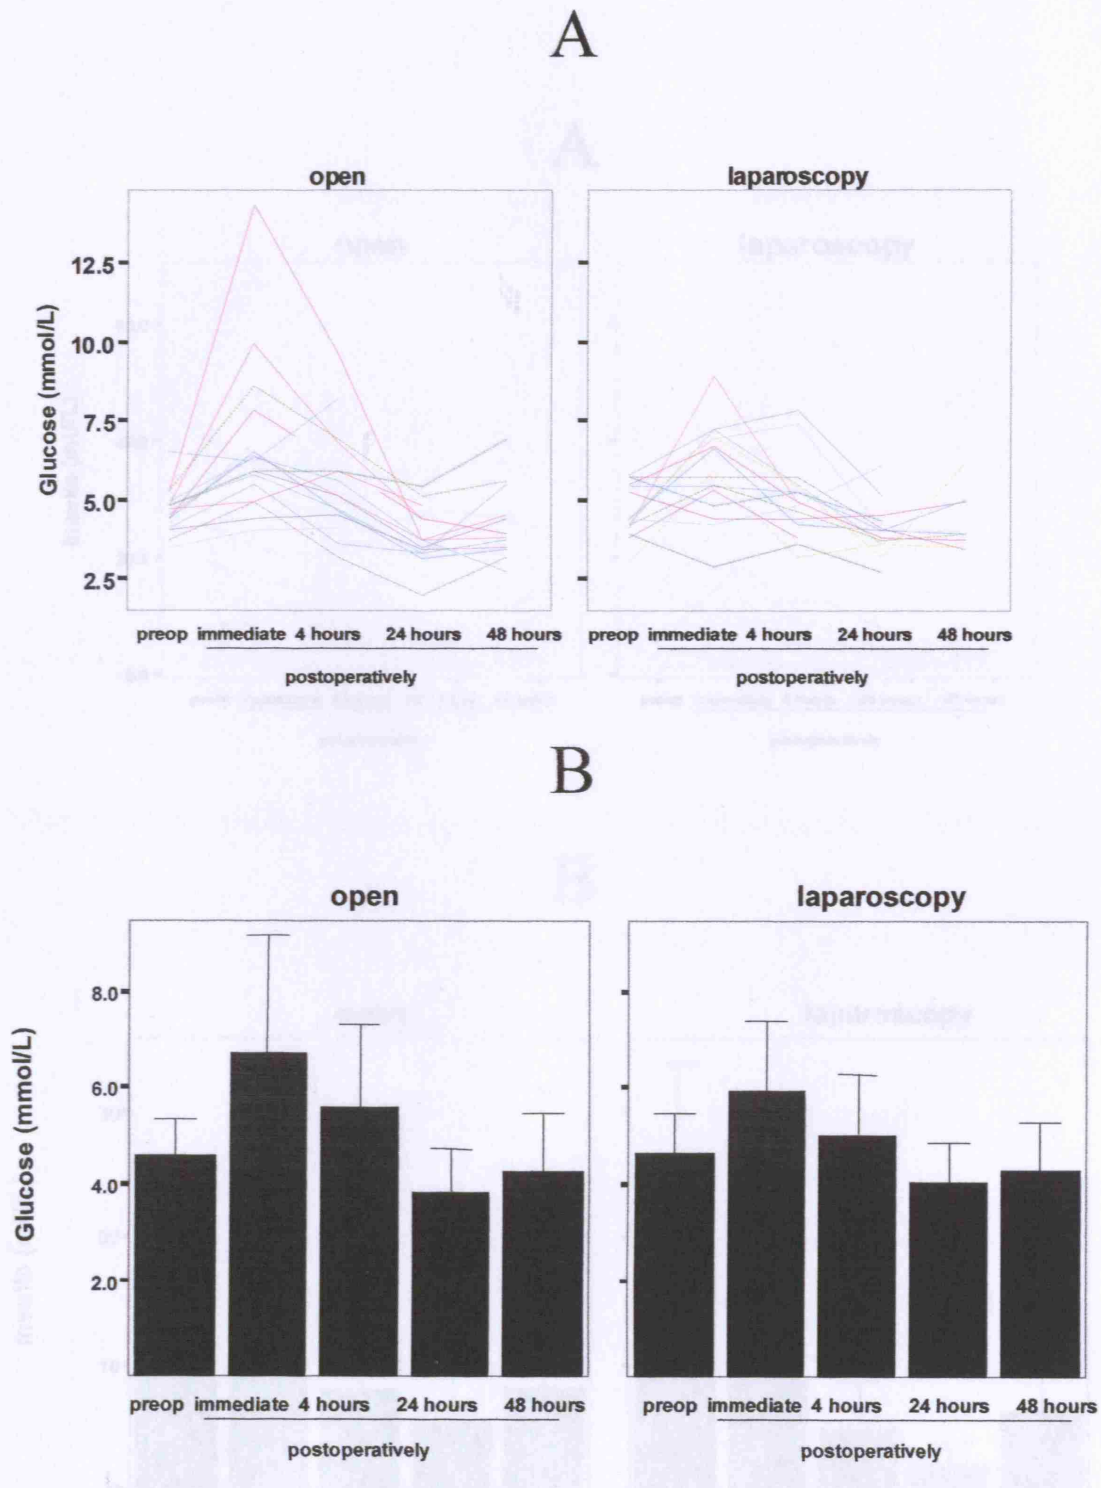 A
open laparoscopy
Glucose (mmol/L)
12.5
10.0
7.5
5.0
2.5
preop immediate 4 hours 24 hours 48 hours preop immediate 4 hours 24 hours 48 hours
postoperatively postoperatively
B
open laparoscopy
Glucose (mmol/L)
8.0
6.0
4.0
2.0
preop immediate 4 hours 24 hours 48 hours preop immediate 4 hours 24 hours 48 hours
postoperatively postoperatively